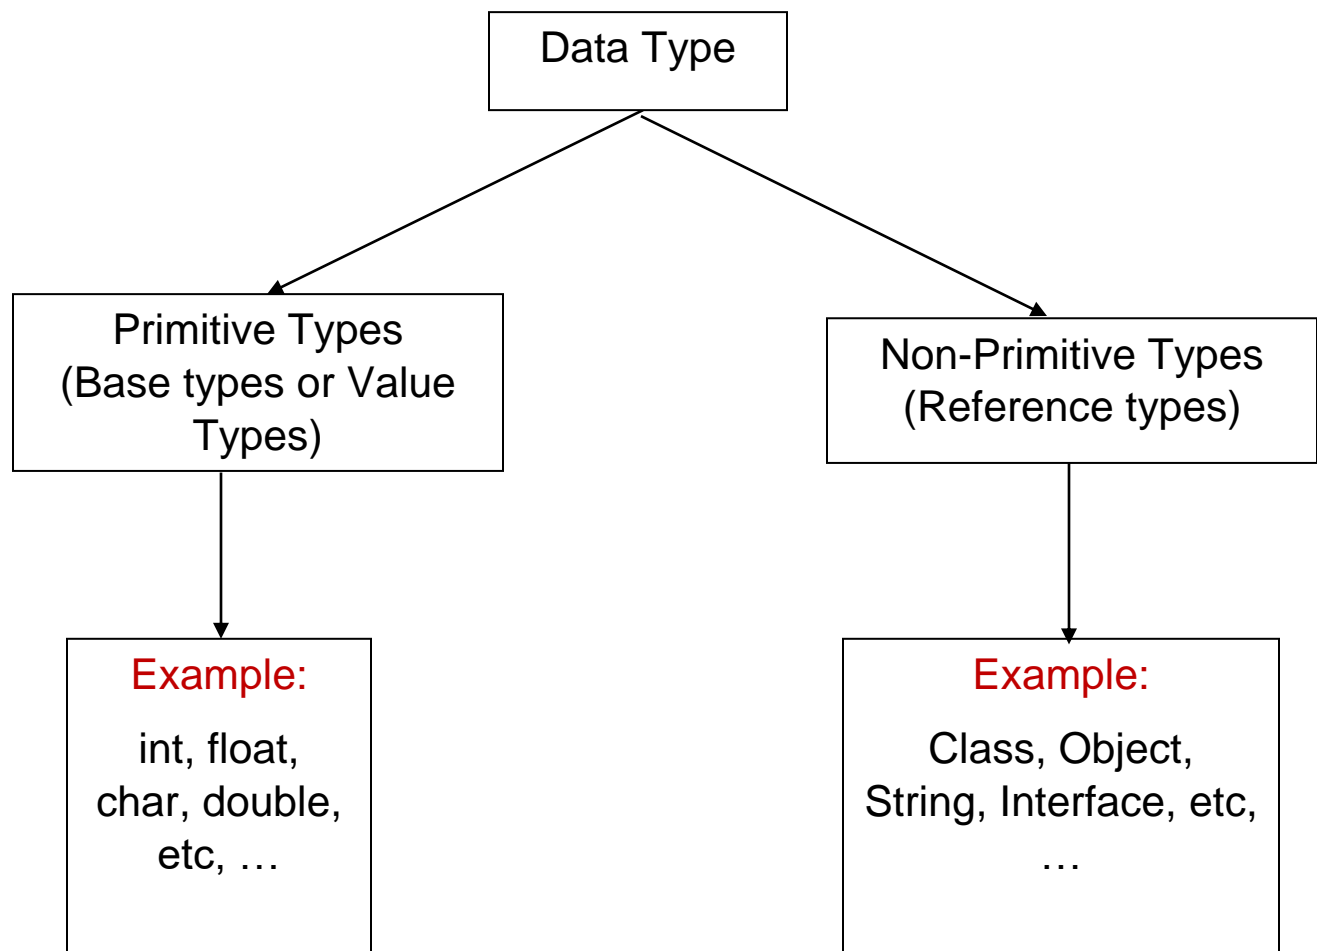 Data Type
Primitive Types
(Base types or Value
Types)
Non-Primitive Types
(Reference types)
Example:
int, float,
char, double,
etc, …
Example:
Class, Object,
String, Interface, etc,
…